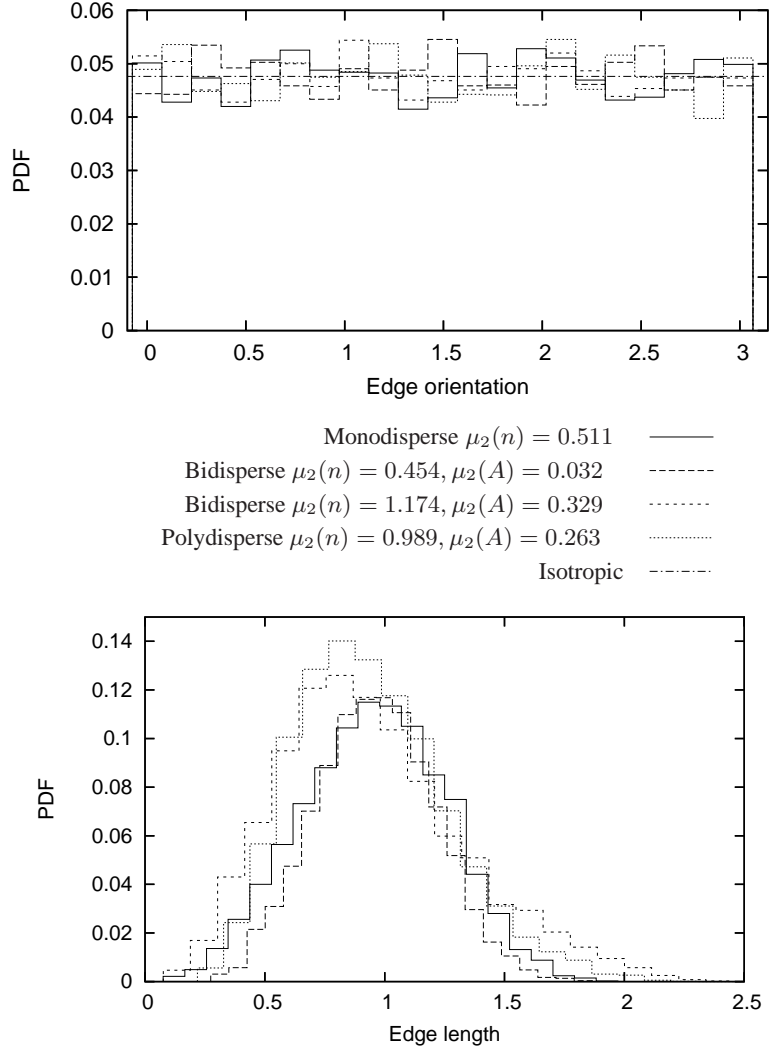 0.06
0.05
0.04
0.03
0.02
0.01
0
PDF
0 0.5 1 1.5 2 2.5 3
Edge orientation
Monodisperse μ₂(n) = 0.511
Bidisperse μ₂(n) = 0.454, μ₂(A) = 0.032
Bidisperse μ₂(n) = 1.174, μ₂(A) = 0.329
Polydisperse μ₂(n) = 0.989, μ₂(A) = 0.263
Isotropic
0.14
0.12
0.1
0.08
0.06
0.04
0.02
0
PDF
0 0.5 1 1.5 2 2.5
Edge length